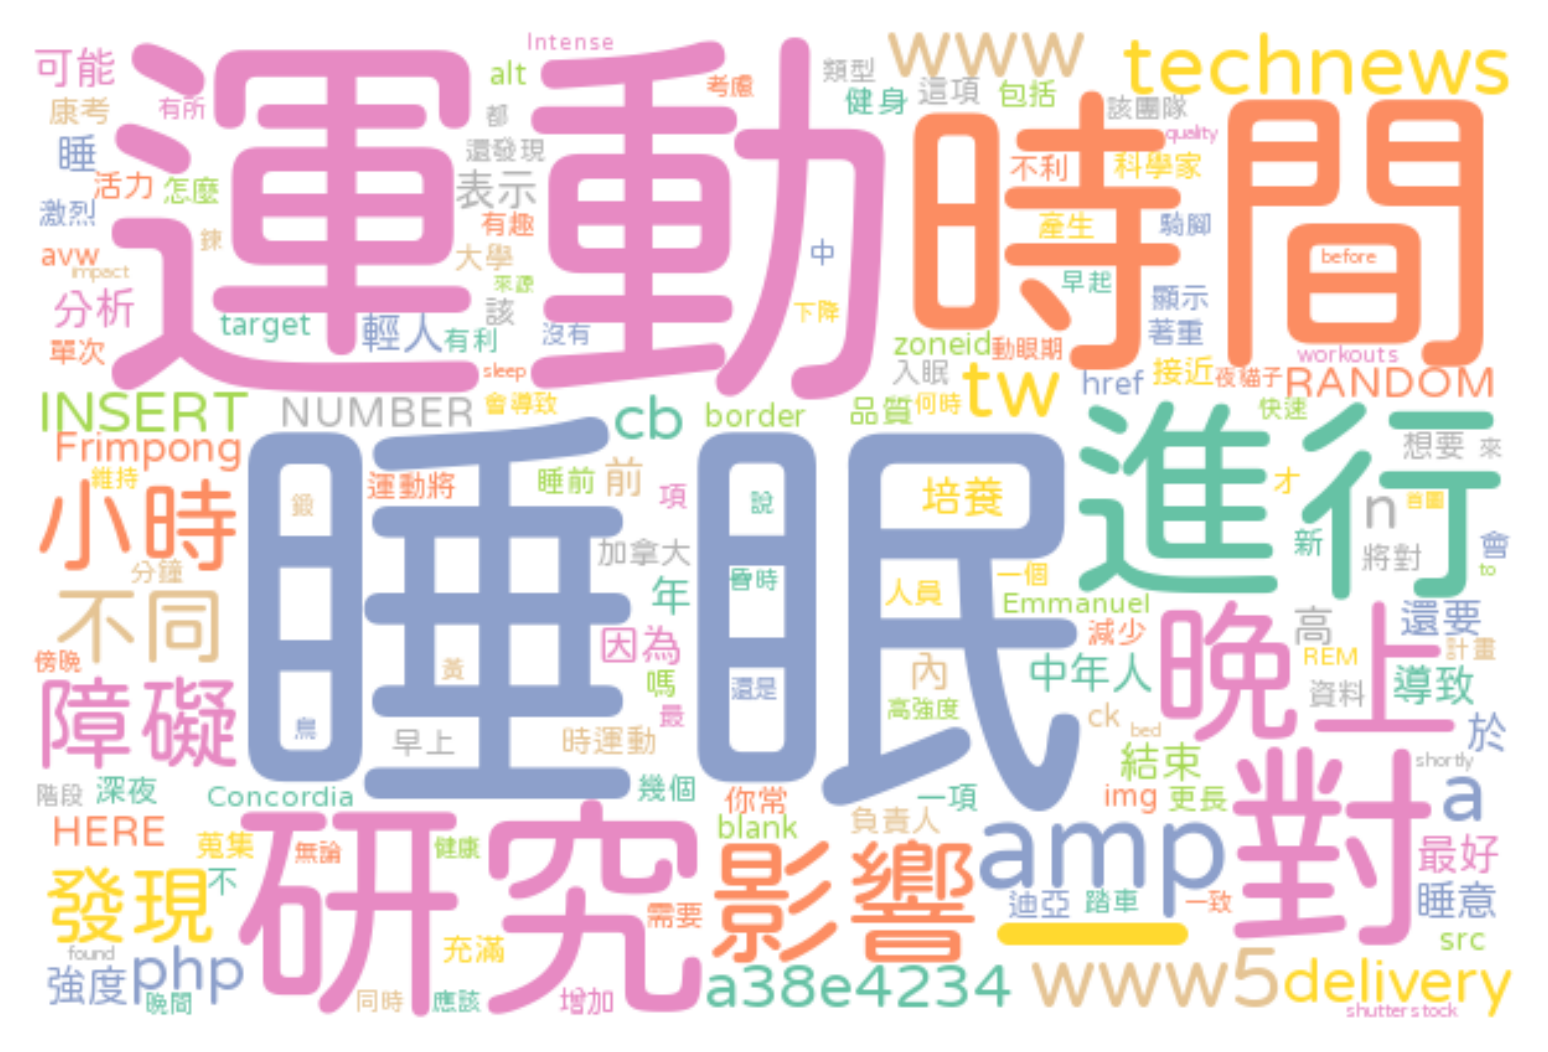 Intense
可能
alt
考慮
類型
www
technews
康考
有所
都
健身
這項
包括
該團隊
睡
還發現
運動
時間
quality
活力
怎麼
表示
不利
科學家
激烈
有趣
產生
騎腳
avw
鍊
大學
中
before
impact
來源
早起
分析
該
下降
顯示
target
輕人
有利
沒有
著重
單次
zoneid
動眼期
workouts
sleep
入眠
tw
href
接近
夜貓子
RANDOM
INSERT
NUMBER
會導致
cb
border
品質
何時
快速
Frimpong
想要
來
維持
運動將
睡前
前
進行
才
小時
鍛
項
說
培養
n
首圖
睡眠
加拿大
新
將對
會
分鐘
昏時
一個
to
不同
年
人員
Emmanuel
因為
減少
晚上
高
還要
傍晚
黃
REM
計畫
障礙
嗎
還是
內
中年人
資料
導致
鳥
最
高強度
ck
早上
時運動
bed
於
結束
shortly
階段
深夜
Concordia
幾個
你常
一項
img
更長
a
HERE
blank
負責人
amp
對
蒐集
無論
健康
研究
影響
最好
發現
不
迪亞
踏車
一致
睡意
需要
_
found
充滿
src
強度
php
a38e4234
www5
delivery
晚間
同時
應該
增加
shutterstock